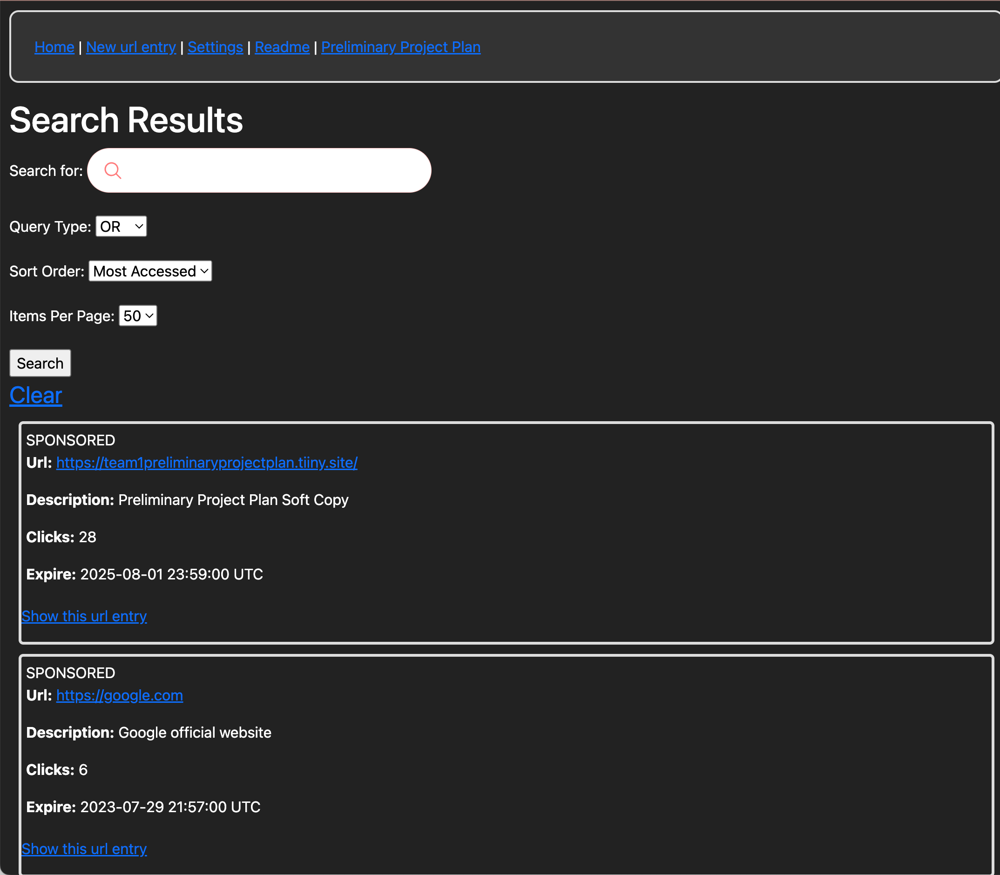 Home | New url entry | Settings | Readme | Preliminary Project Plan
Search Results
Search for:
Query Type: OR
Sort Order: Most Accessed
Items Per Page: 50
Search
Clear
SPONSORED
Url: https://team1preliminaryprojectplan.tiiny.site/
Description: Preliminary Project Plan Soft Copy
Clicks: 28
Expire: 2025-08-01 23:59:00 UTC
Show this url entry
SPONSORED
Url: https://google.com
Description: Google official website
Clicks: 6
Expire: 2023-07-29 21:57:00 UTC
Show this url entry